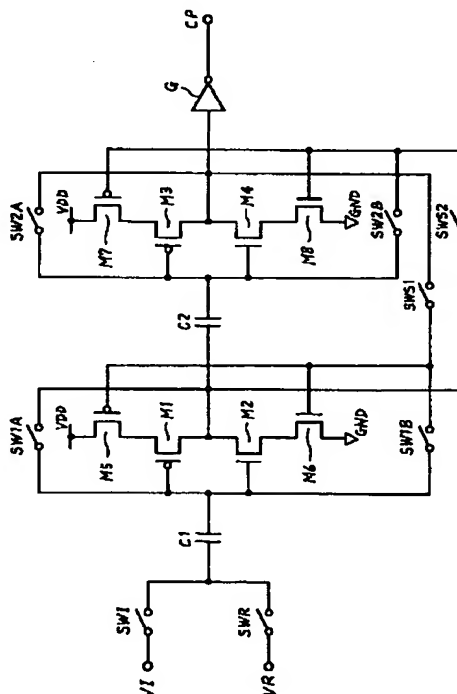 CP
G
SW2A
VDD
M7
M3
M4
M8
GND
SW2B
SWS2
SWS1
C2
SW1A
VDD
M5
M1
M2
M6
GND
SW1B
C1
SWI
SWR
VI
VR